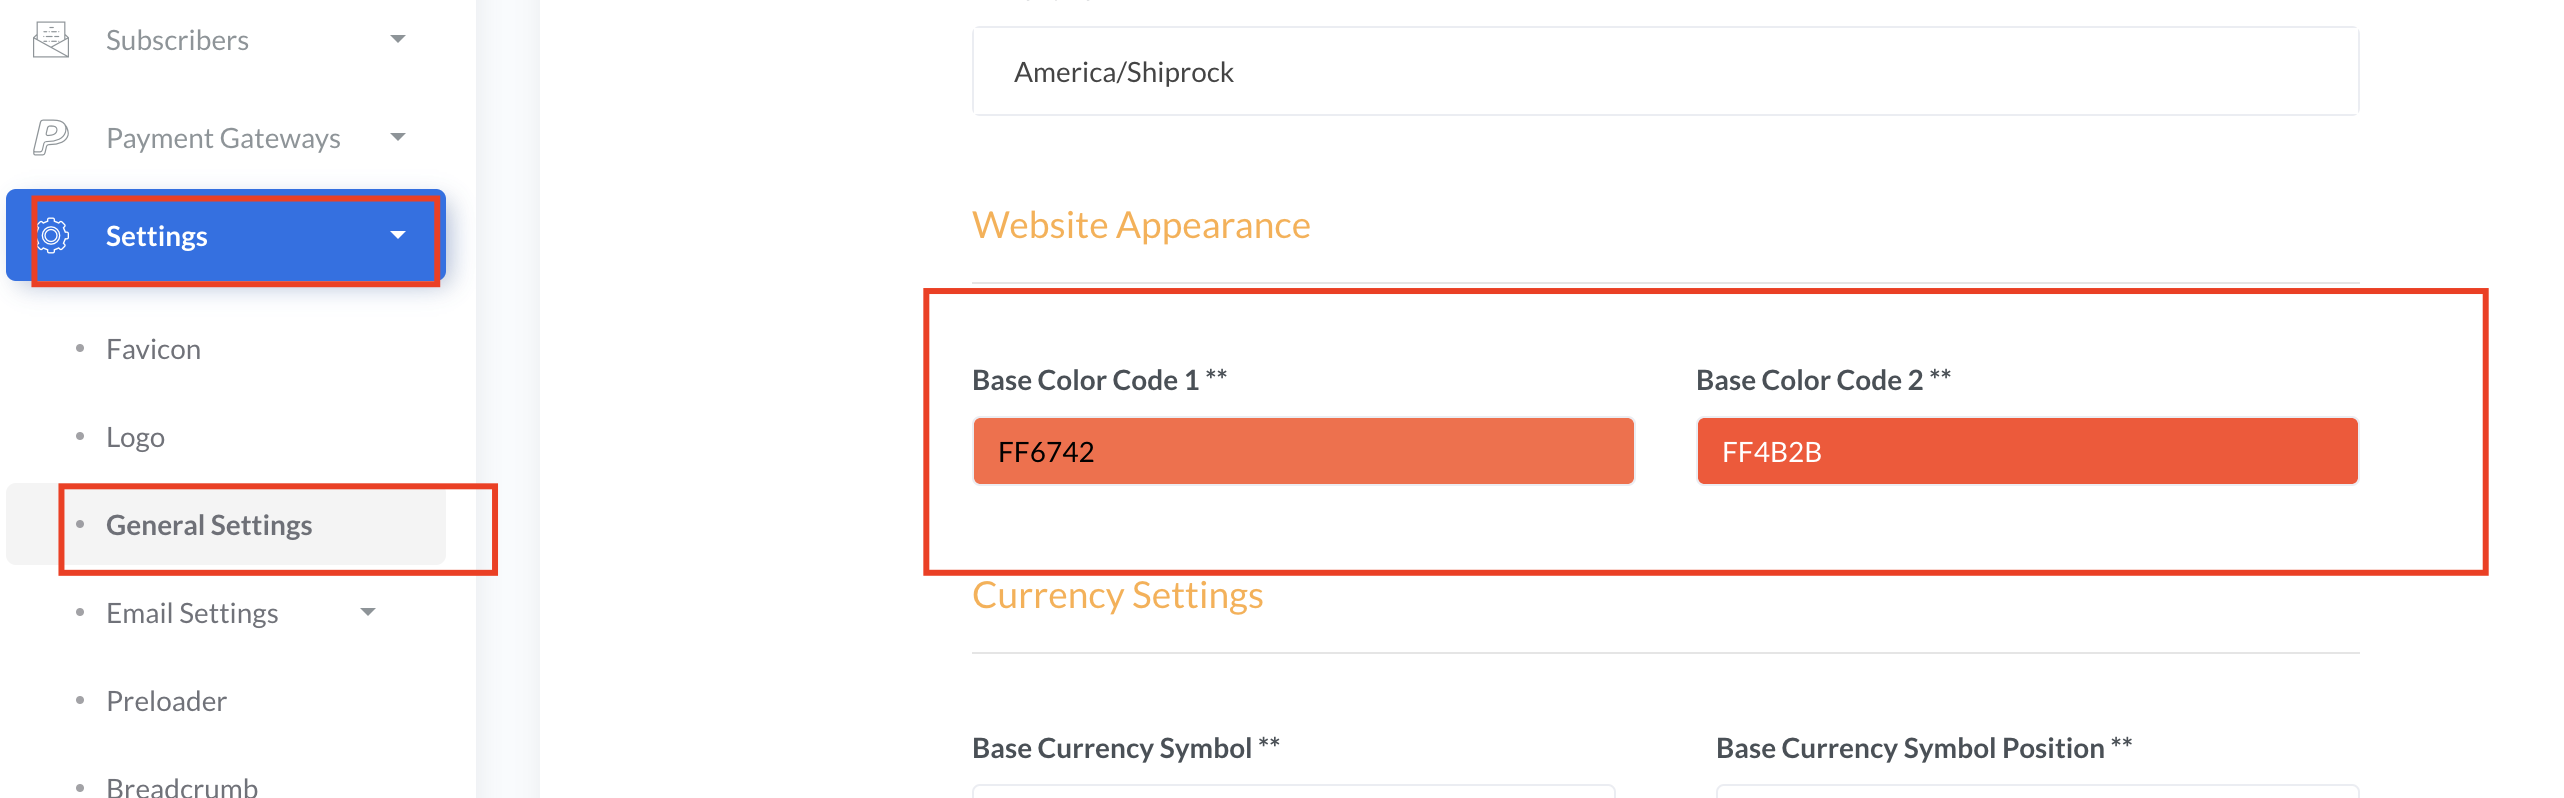 Subscribers
Payment Gateways
Settings
Favicon
Logo
General Settings
Email Settings
Preloader
Breadcrumb
America/Shiprock
Website Appearance
Base Color Code 1 **
Base Color Code 2 **
FF6742
FF4B2B
Currency Settings
Base Currency Symbol **
Base Currency Symbol Position **